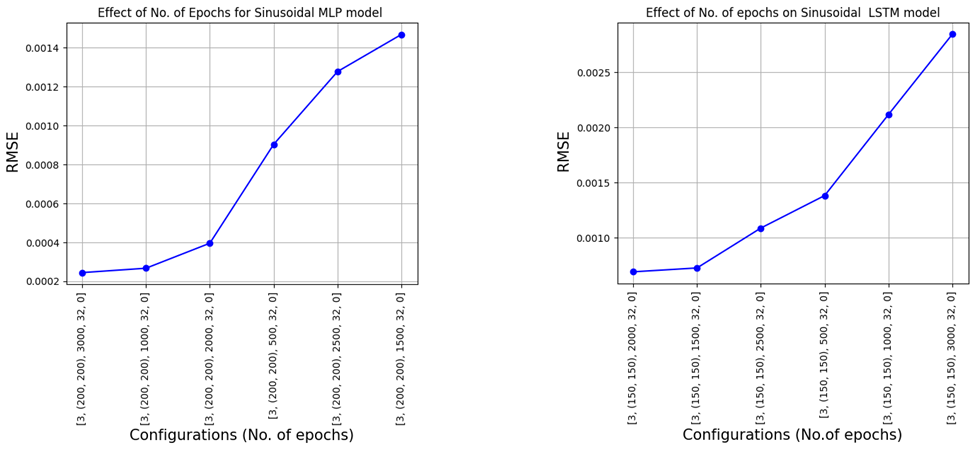 Effect of No. of Epochs for Sinusoidal MLP model
RMSE
0.0014
0.0012
0.0010
0.0008
0.0006
0.0004
0.0002
[3, (200, 200), 3000, 32, 0]
[3, (200, 200), 1000, 32, 0]
[3, (200, 200), 2000, 32, 0]
[3, (200, 200), 500, 32, 0]
[3, (200, 200), 2500, 32, 0]
[3, (200, 200), 1500, 32, 0]
Configurations (No. of epochs)
Effect of No. of epochs on Sinusoidal  LSTM model
RMSE
0.0025
0.0020
0.0015
0.0010
[3, (150, 150), 2000, 32, 0]
[3, (150, 150), 1500, 32, 0]
[3, (150, 150), 2500, 32, 0]
[3, (150, 150), 500, 32, 0]
[3, (150, 150), 1000, 32, 0]
[3, (150, 150), 3000, 32, 0]
Configurations (No.of epochs)